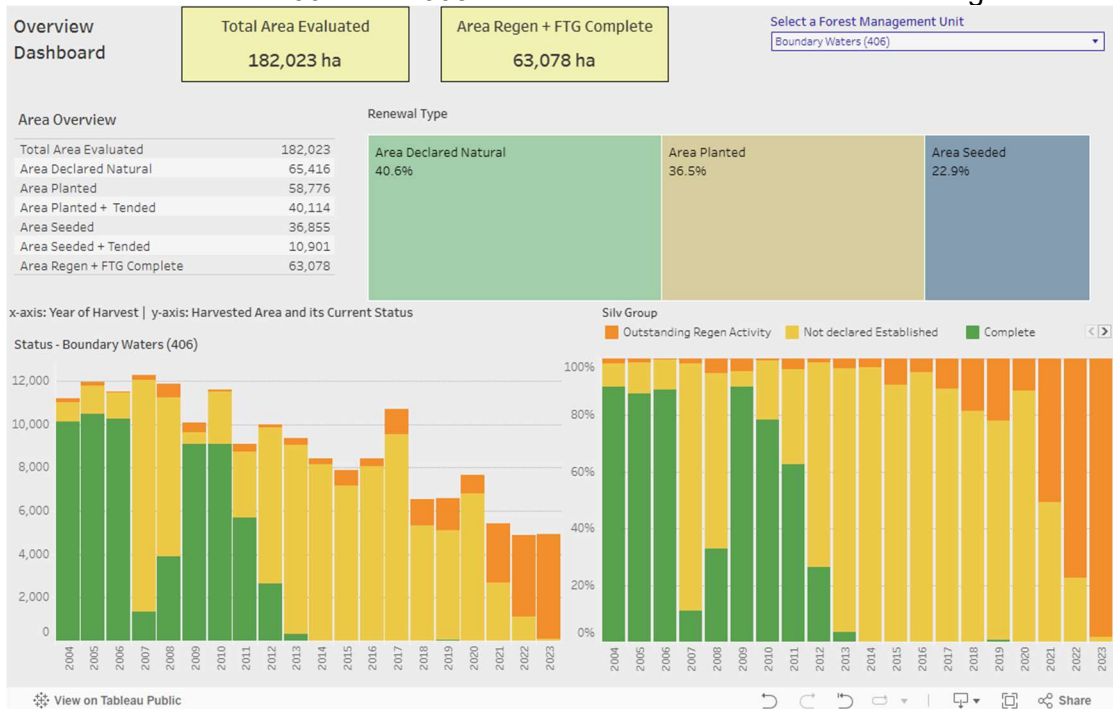 Overview
Dashboard
Total Area Evaluated
182,023 ha
Area Regen + FTG Complete
63,078 ha
Select a Forest Management Unit
Boundary Waters (406)
Area Overview
Total Area Evaluated 182,023
Area Declared Natural 65,416
Area Planted 58,776
Area Planted + Tended 40,114
Area Seeded 36,855
Area Seeded + Tended 10,901
Area Regen + FTG Complete 63,078
Renewal Type
Area Declared Natural
40.6%
Area Planted
36.5%
Area Seeded
22.9%
x-axis: Year of Harvest | y-axis: Harvested Area and its Current Status
Status - Boundary Waters (406)
12,000
10,000
8,000
6,000
4,000
2,000
0
2004 2005 2006 2007 2008 2009 2010 2011 2012 2013 2014 2015 2016 2017 2018 2019 2020 2021 2022 2023
Silv Group
Outstanding Regen Activity Not declared Established Complete
100%
80%
60%
40%
20%
0%
2004 2005 2006 2007 2008 2009 2010 2011 2012 2013 2014 2015 2016 2017 2018 2019 2020 2021 2022 2023
View on Tableau Public
Share